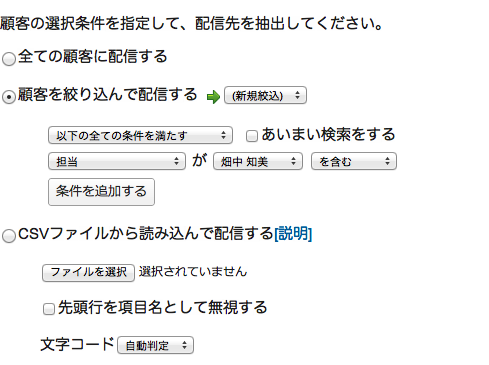 顧客の選択条件を指定して、配信先を抽出してください。
全ての顧客に配信する
顧客を絞り込んで配信する (新規絞込)
以下の全ての条件を満たす あいまい検索をする
担当 が 畑中 知美 を含む
条件を追加する
CSVファイルから読み込んで配信する[説明]
ファイルを選択 選択されていません
先頭行を項目名として無視する
文字コード 自動判定